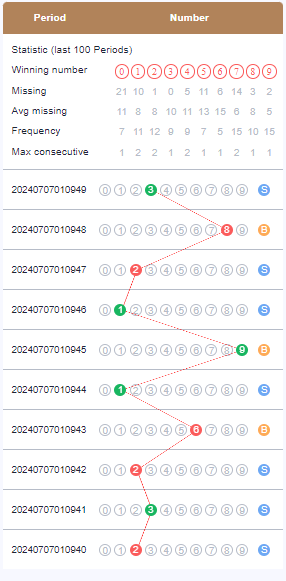 Period Number
Statistic (last 100 Periods)
Winning number 0 1 2 3 4 5 6 7 8 9
Missing 21 10 1 0 5 11 6 14 3 2
Avg missing 11 8 8 10 11 13 15 6 8 5
Frequency 7 11 12 9 9 7 5 15 10 15
Max consecutive 1 2 2 1 2 1 1 2 1 1
20240707010949 0 1 2 3 4 5 6 7 8 9 S
20240707010948 0 1 2 3 4 5 6 7 8 9 B
20240707010947 0 1 2 3 4 5 6 7 8 9 S
20240707010946 0 1 2 3 4 5 6 7 8 9 S
20240707010945 0 1 2 3 4 5 6 7 8 9 B
20240707010944 0 1 2 3 4 5 6 7 8 9 S
20240707010943 0 1 2 3 4 5 6 7 8 9 B
20240707010942 0 1 2 3 4 5 6 7 8 9 S
20240707010941 0 1 2 3 4 5 6 7 8 9 S
20240707010940 0 1 2 3 4 5 6 7 8 9 S